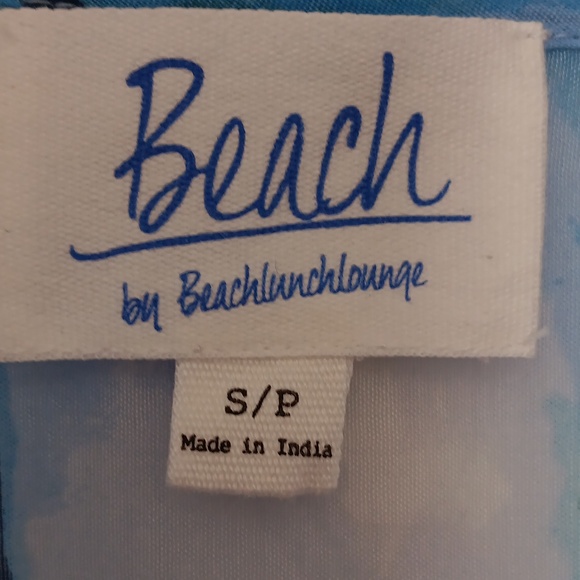 Beach
by Beachlunchlounge
S/P
Made in India